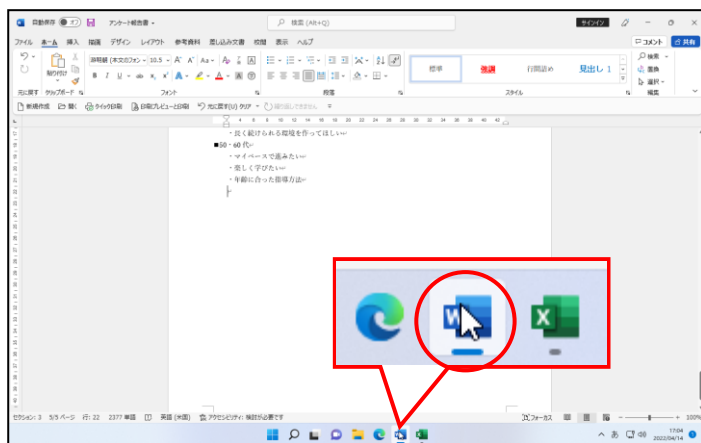 自動保存 オフ アンケート報告書 検索 (Alt+Q) サインイン
ファイル ホーム 挿入 描画 デザイン レイアウト 参考資料 差し込み文書 校閲 表示 ヘルプ コメント 共有
貼り付け 游明朝 (本文のフォン 10.5 標準 強調 行間詰め 見出し 1 検索
置換
選択
元に戻す クリップボード フォント 段落 スタイル 編集
新規作成 開く クイック印刷 印刷プレビューと印刷 元に戻す(U) クリア 繰り返しできません
・長く続けられる環境を作ってほしい
■50・60代
・マイペースで進みたい
・楽しく学びたい
・年齢に合った指導方法
セクション: 3 5/5 ページ 行: 22 2377 単語 英語 (米国) アクセシビリティ: 検討が必要です フォーカス 100%
あ 17:04
2022/04/14